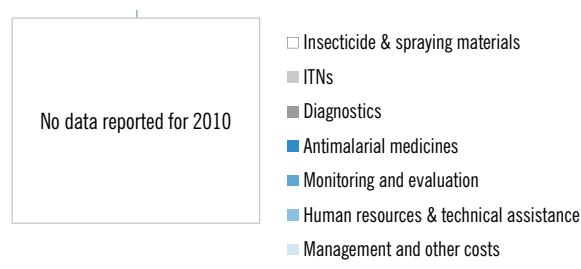 No data reported for 2010
Insecticide & spraying materials
ITNs
Diagnostics
Antimalarial medicines
Monitoring and evaluation
Human resources & technical assistance
Management and other costs